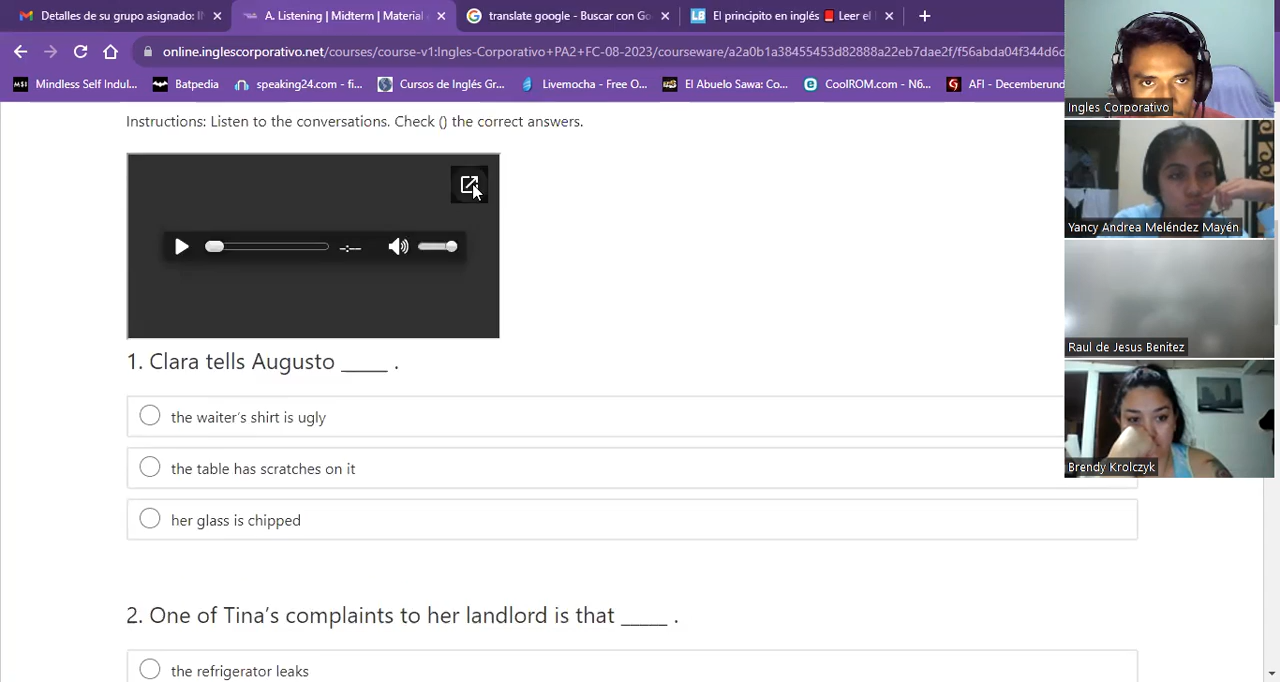 Detalles de su grupo asignado: I
A. Listening | Midterm | Material
translate google - Buscar con Go
El principito en inglés 📕 Leer el
online.inglescorporativo.net/courses/course-v1:Ingles-Corporativo+PA2+FC-08-2023/courseware/a2a0b1a38455453d82888a22eb7dae2f/f56abda04f344d6c
Mindless Self Indul...
Batpedia
speaking24.com - fi...
Cursos de Inglés Gr...
Livemocha - Free O...
El Abuelo Sawa: Co...
CoolROM.com - N6...
AFI - Decemberund
Instructions: Listen to the conversations. Check () the correct answers.
-:--
1. Clara tells Augusto _____ .
the waiter's shirt is ugly
the table has scratches on it
her glass is chipped
2. One of Tina's complaints to her landlord is that _____ .
the refrigerator leaks
Ingles Corporativo
Yancy Andrea Meléndez Mayén
Raul de Jesus Benitez
Brendy Krolczyk